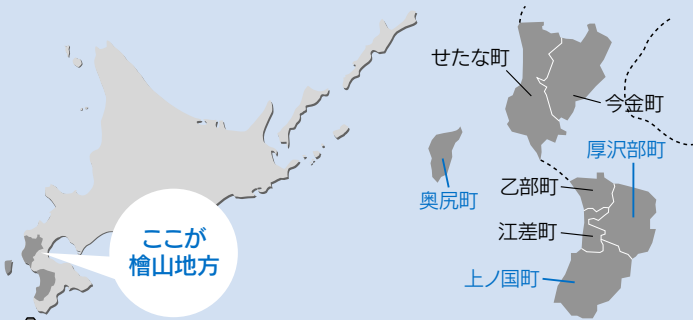 ここが
檜山地方
せたな町
今金町
厚沢部町
奥尻町
乙部町
江差町
上ノ国町